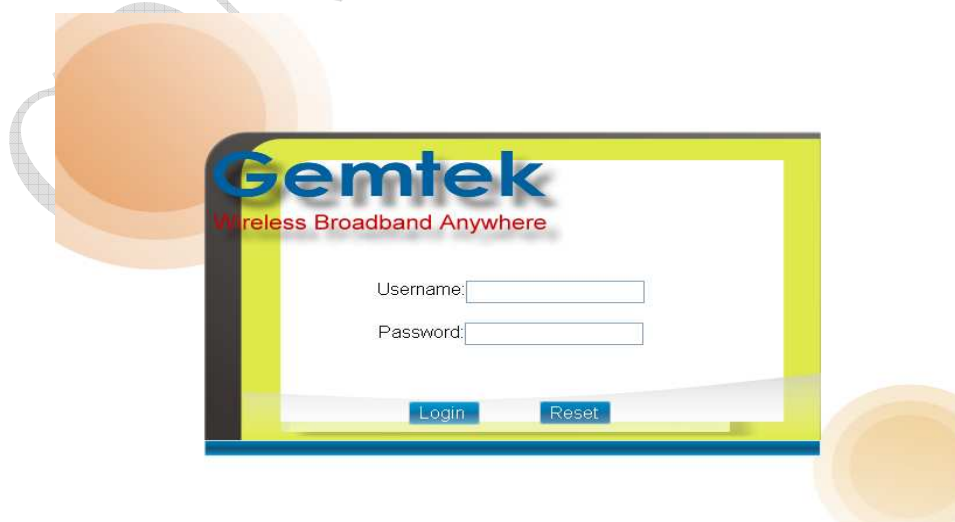 Gemtek
Wireless Broadband Anywhere
Username:
Password:
Login Reset